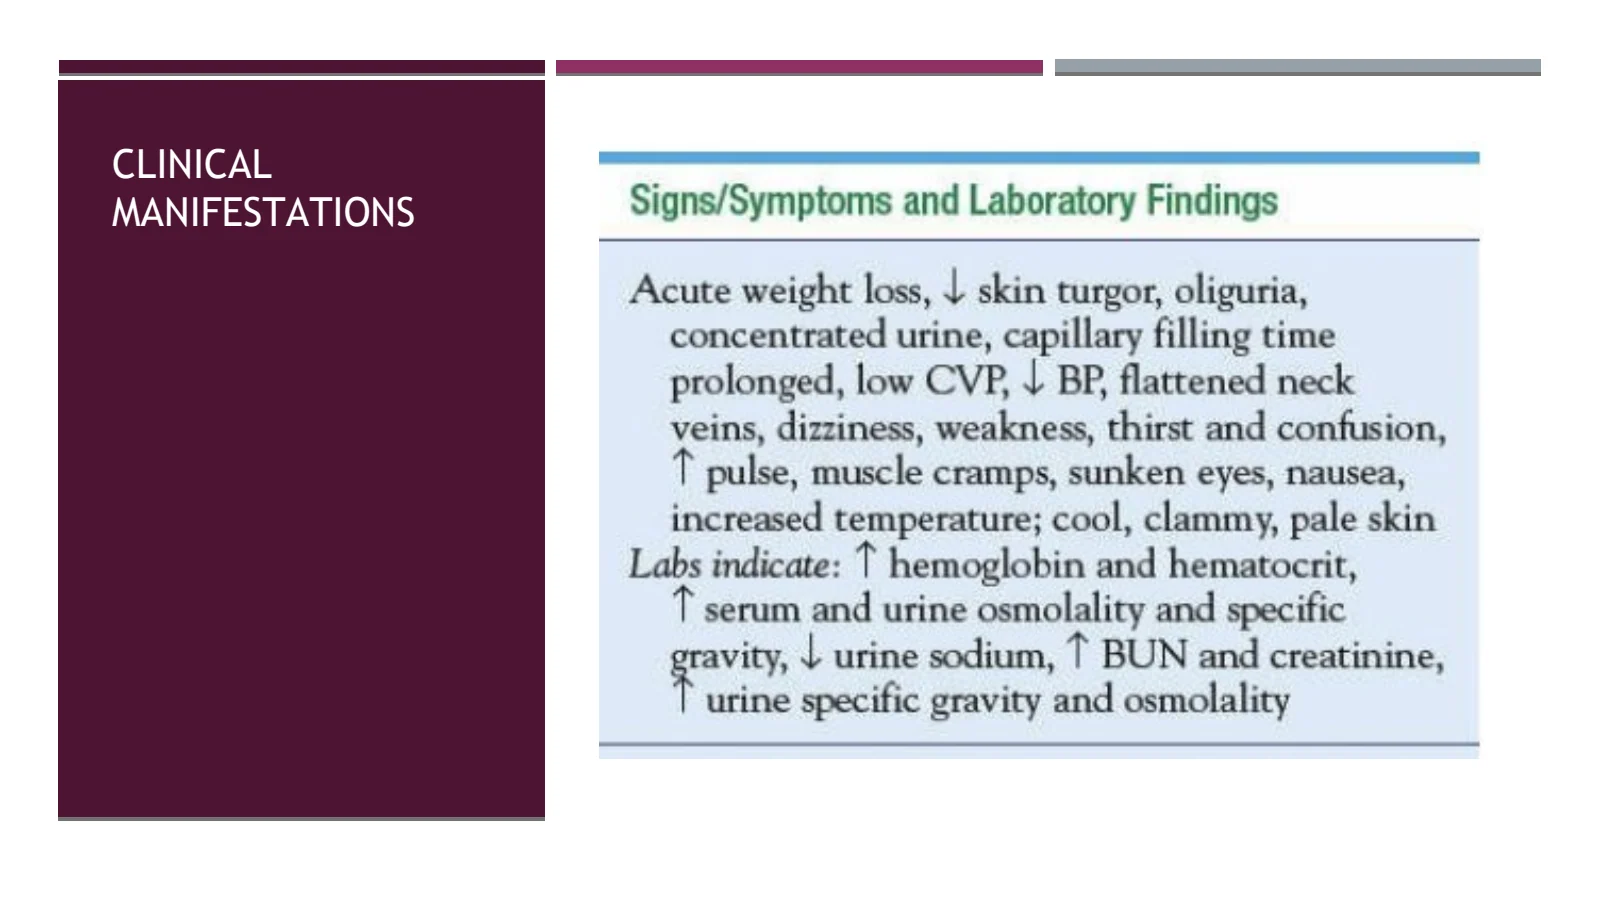 CLINICAL
MANIFESTATIONS
Signs/Symptoms and Laboratory Findings
Acute weight loss, ↓ skin turgor, oliguria,
concentrated urine, capillary filling time
prolonged, low CVP, ↓ BP, flattened neck
veins, dizziness, weakness, thirst and confusion,
↑ pulse, muscle cramps, sunken eyes, nausea,
increased temperature; cool, clammy, pale skin
Labs indicate: ↑ hemoglobin and hematocrit,
↑ serum and urine osmolality and specific
gravity, ↓ urine sodium, ↑ BUN and creatinine,
↑ urine specific gravity and osmolality